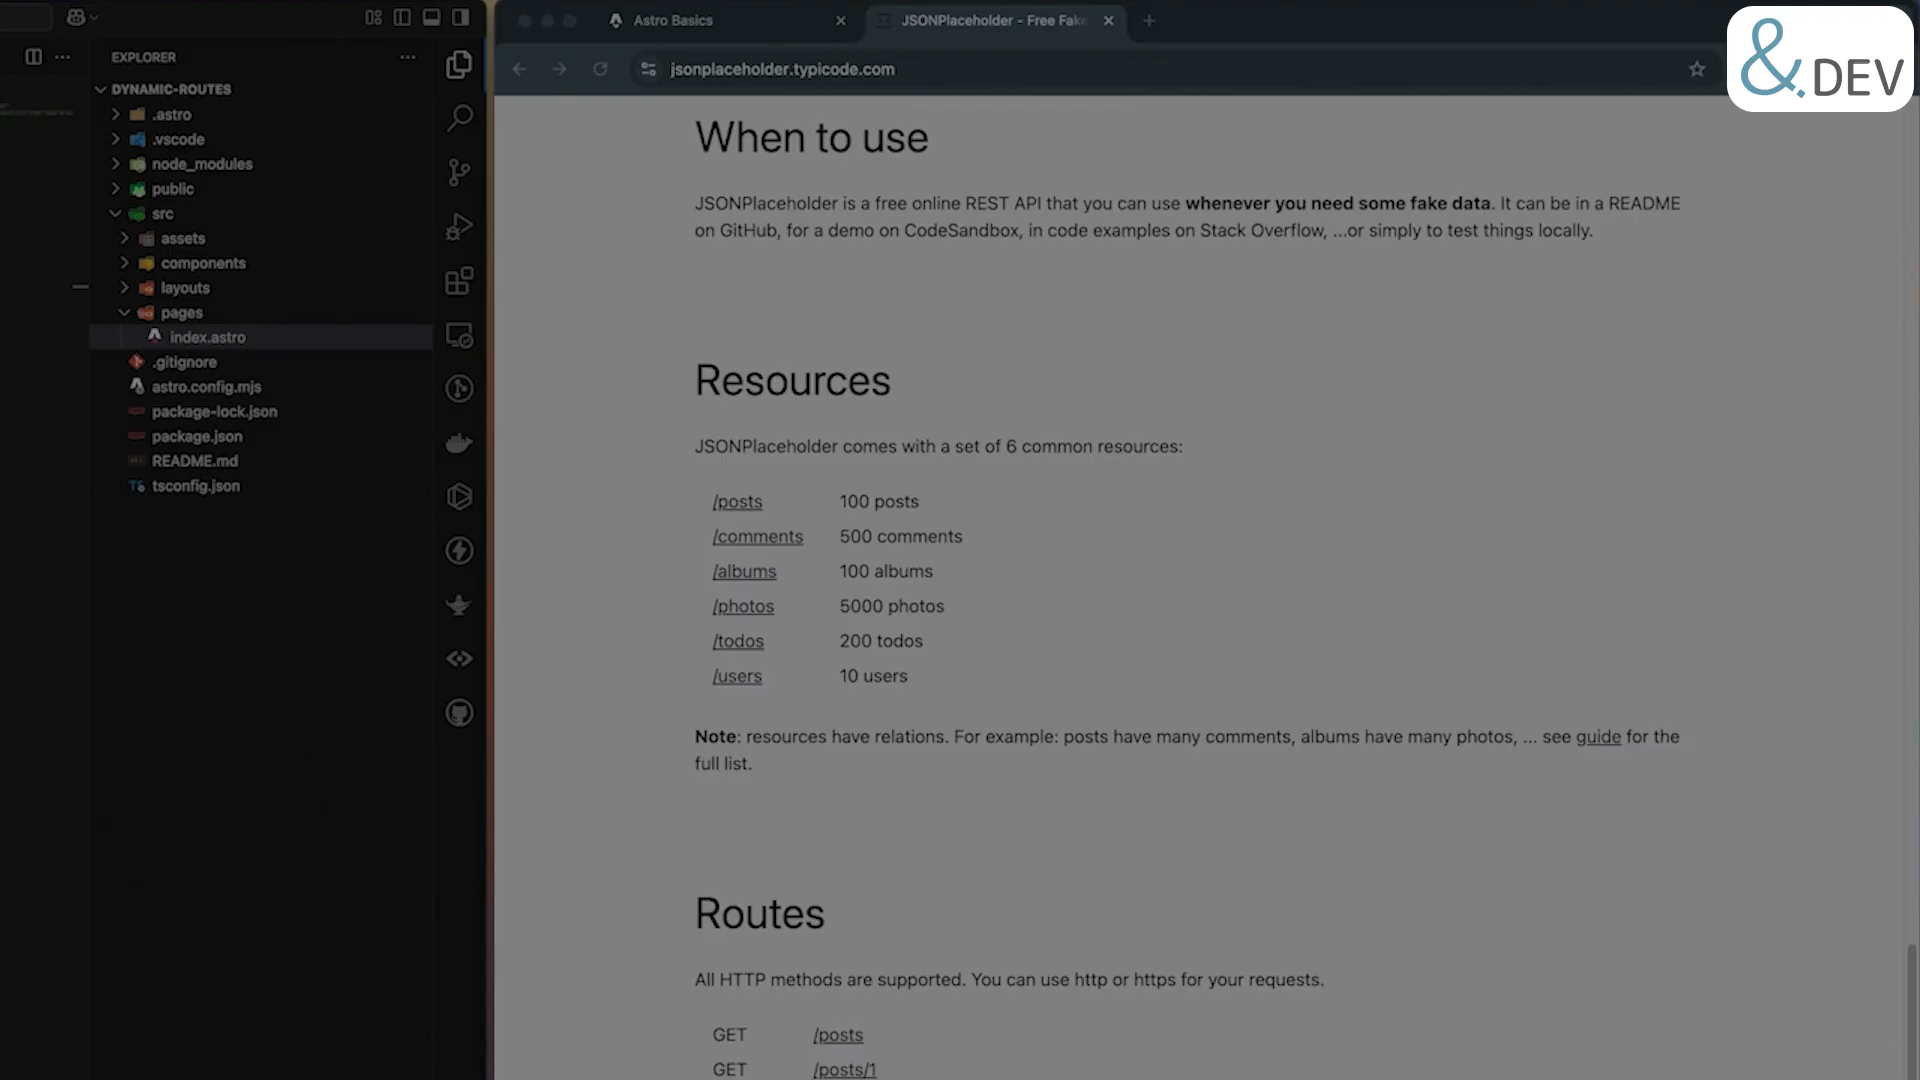 EXPLORER
DYNAMIC-ROUTES
.astro
.vscode
node_modules
public
src
assets
components
layouts
pages
index.astro
.gitignore
astro.config.mjs
package-lock.json
package.json
README.md
TS tsconfig.json
Astro Basics
JSONPlaceholder - Free Fake
jsonplaceholder.typicode.com
&.DEV
When to use
JSONPlaceholder is a free online REST API that you can use whenever you need some fake data. It can be in a README
on GitHub, for a demo on CodeSandbox, in code examples on Stack Overflow, ...or simply to test things locally.
Resources
JSONPlaceholder comes with a set of 6 common resources:
/posts 100 posts
/comments 500 comments
/albums 100 albums
/photos 5000 photos
/todos 200 todos
/users 10 users
Note: resources have relations. For example: posts have many comments, albums have many photos, ... see guide for the
full list.
Routes
All HTTP methods are supported. You can use http or https for your requests.
GET /posts
GET /posts/1